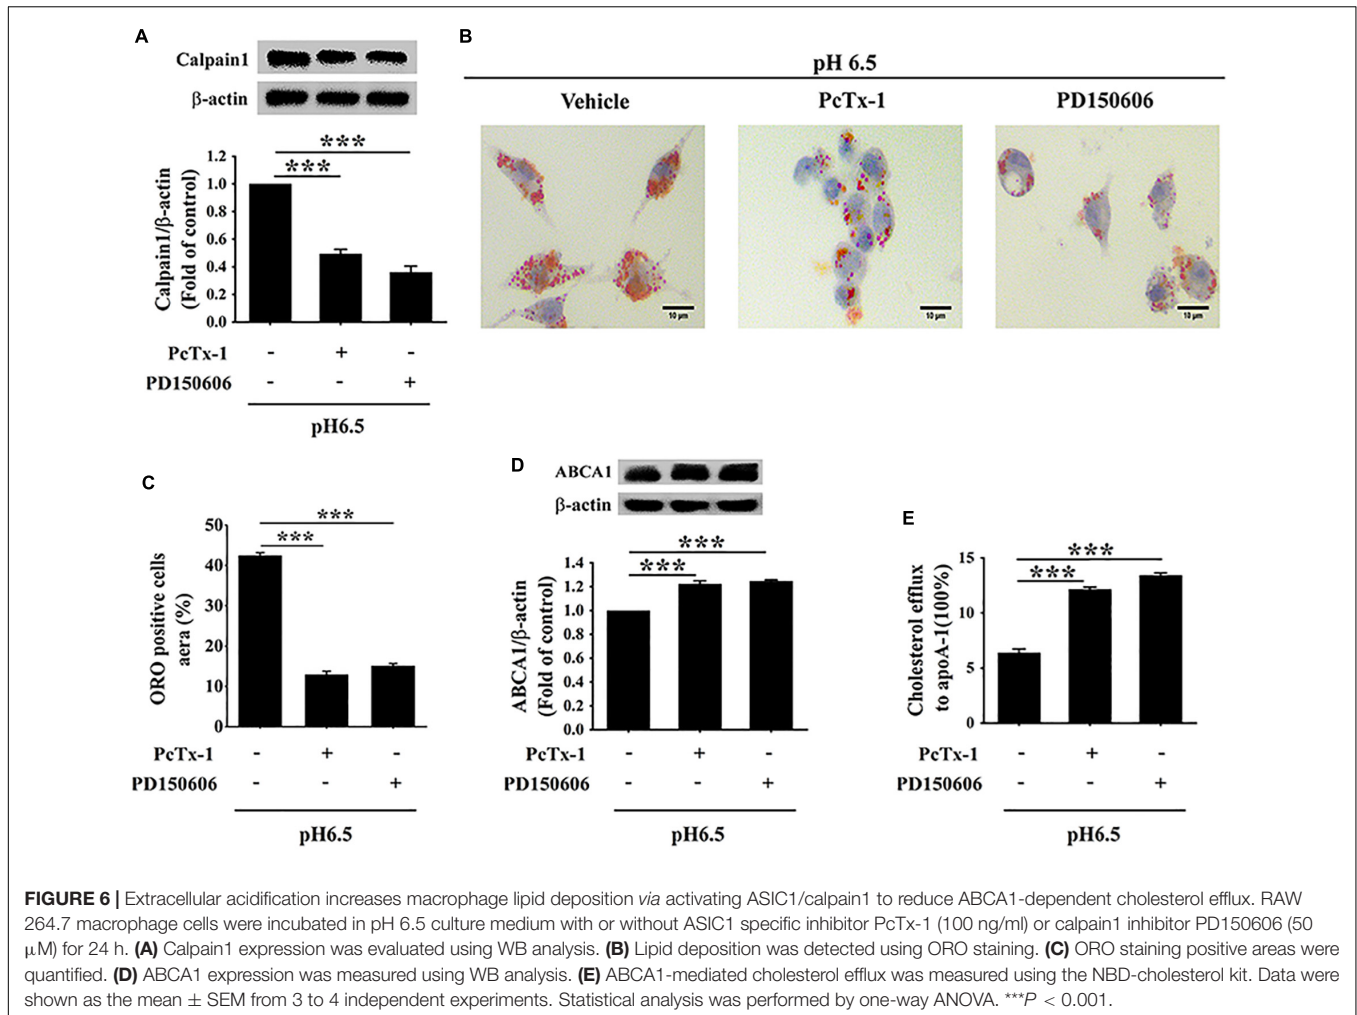 A
Calpain1
β-actin
***
***
1.2
1.0
0.8
0.6
0.4
0.2
0.0
Calpain1/β-actin
(Fold of control)
PcTx-1 - + -
PD150606 - - +
pH6.5
B
pH 6.5
Vehicle PcTx-1 PD150606
10 μm 10 μm 10 μm
C
***
***
50
40
30
20
10
0
ORO positive cells
aera (%)
PcTx-1 - + -
PD150606 - - +
pH6.5
D
ABCA1
β-actin
***
***
1.4
1.2
1.0
0.8
0.6
0.4
0.2
0.0
ABCA1/β-actin
(Fold of control)
PcTx-1 - + -
PD150606 - - +
pH6.5
E
***
***
15
10
5
0
Cholesterol efflux
to apoA-1(100%)
PcTx-1 - + -
PD150606 - - +
pH6.5
FIGURE 6 | Extracellular acidification increases macrophage lipid deposition via activating ASIC1/calpain1 to reduce ABCA1-dependent cholesterol efflux. RAW
264.7 macrophage cells were incubated in pH 6.5 culture medium with or without ASIC1 specific inhibitor PcTx-1 (100 ng/ml) or calpain1 inhibitor PD150606 (50
μM) for 24 h. (A) Calpain1 expression was evaluated using WB analysis. (B) Lipid deposition was detected using ORO staining. (C) ORO staining positive areas were
quantified. (D) ABCA1 expression was measured using WB analysis. (E) ABCA1-mediated cholesterol efflux was measured using the NBD-cholesterol kit. Data were
shown as the mean ± SEM from 3 to 4 independent experiments. Statistical analysis was performed by one-way ANOVA. ***P < 0.001.